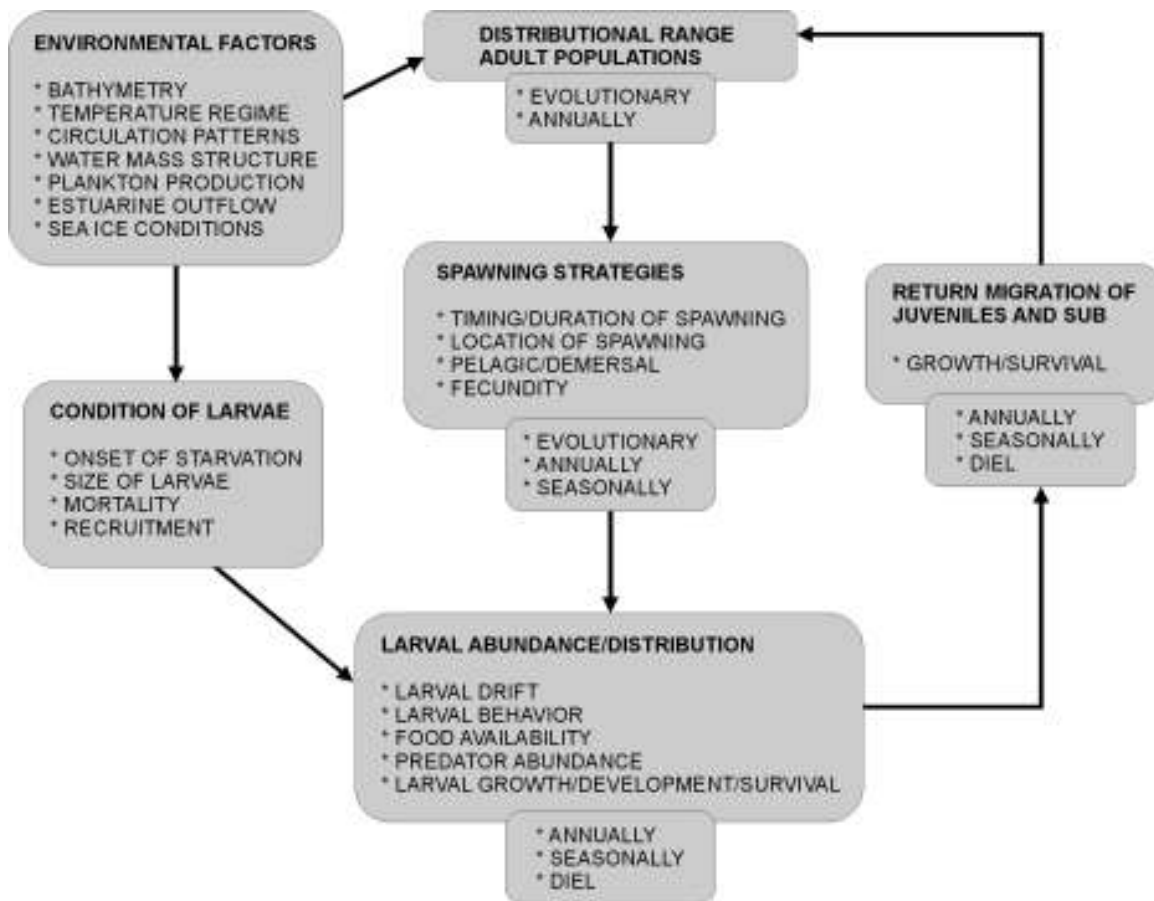 ENVIRONMENTAL FACTORS
* BATHYMETRY
* TEMPERATURE REGIME
* CIRCULATION PATTERNS
* WATER MASS STRUCTURE
* PLANKTON PRODUCTION
* ESTUARINE OUTFLOW
* SEA ICE CONDITIONS
DISTRIBUTIONAL RANGE
ADULT POPULATIONS
* EVOLUTIONARY
* ANNUALLY
SPAWNING STRATEGIES
* TIMING/DURATION OF SPAWNING
* LOCATION OF SPAWNING
* PELAGIC/DEMERSAL
* FECUNDITY
* EVOLUTIONARY
* ANNUALLY
* SEASONALLY
RETURN MIGRATION OF
JUVENILES AND SUB
* GROWTH/SURVIVAL
* ANNUALLY
* SEASONALLY
* DIEL
CONDITION OF LARVAE
* ONSET OF STARVATION
* SIZE OF LARVAE
* MORTALITY
* RECRUITMENT
LARVAL ABUNDANCE/DISTRIBUTION
* LARVAL DRIFT
* LARVAL BEHAVIOR
* FOOD AVAILABILITY
* PREDATOR ABUNDANCE
* LARVAL GROWTH/DEVELOPMENT/SURVIVAL
* ANNUALLY
* SEASONALLY
* DIEL